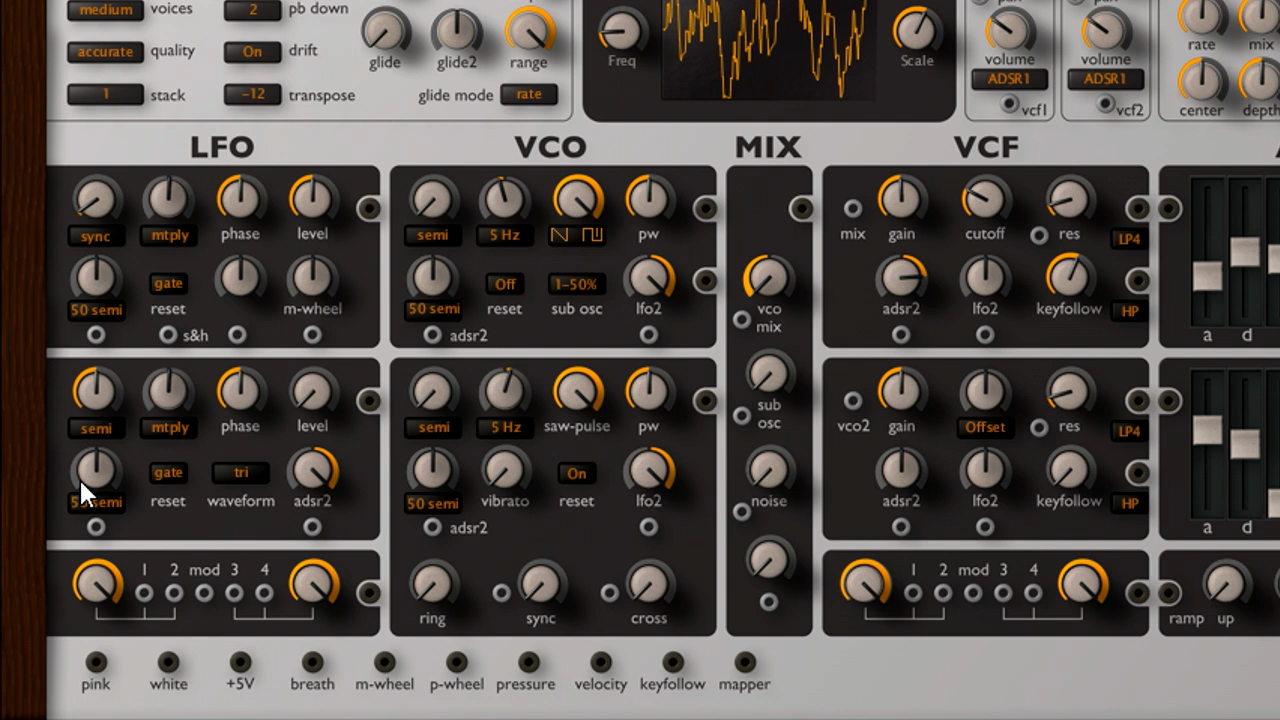 medium voices 2 pb down
accurate quality On drift
1 stack -12 transpose
glide glide2 range
glide mode rate
Freq Scale
volume volume
ADSR1 ADSR1
vcf1 vcf2
rate mix
center depth
LFO VCO MIX VCF
sync mtply phase level
semi 5 Hz pw
mix gain cutoff res LP4
50 semi gate reset m-wheel
s&h
50 semi Off reset 1-50% sub osc lfo2
adsr2
vco mix
adsr2 lfo2 keyfollow HP
a d
semi mtply phase level
semi 5 Hz saw-pulse pw
sub osc
vco2 gain Offset res LP4
semi gate reset tri waveform adsr2
50 semi vibrato On reset lfo2
adsr2
noise
adsr2 lfo2 keyfollow HP
a d
1 2 mod 3 4
ring sync cross
1 2 mod 3 4
ramp up
pink white +5V breath m-wheel p-wheel pressure velocity keyfollow mapper